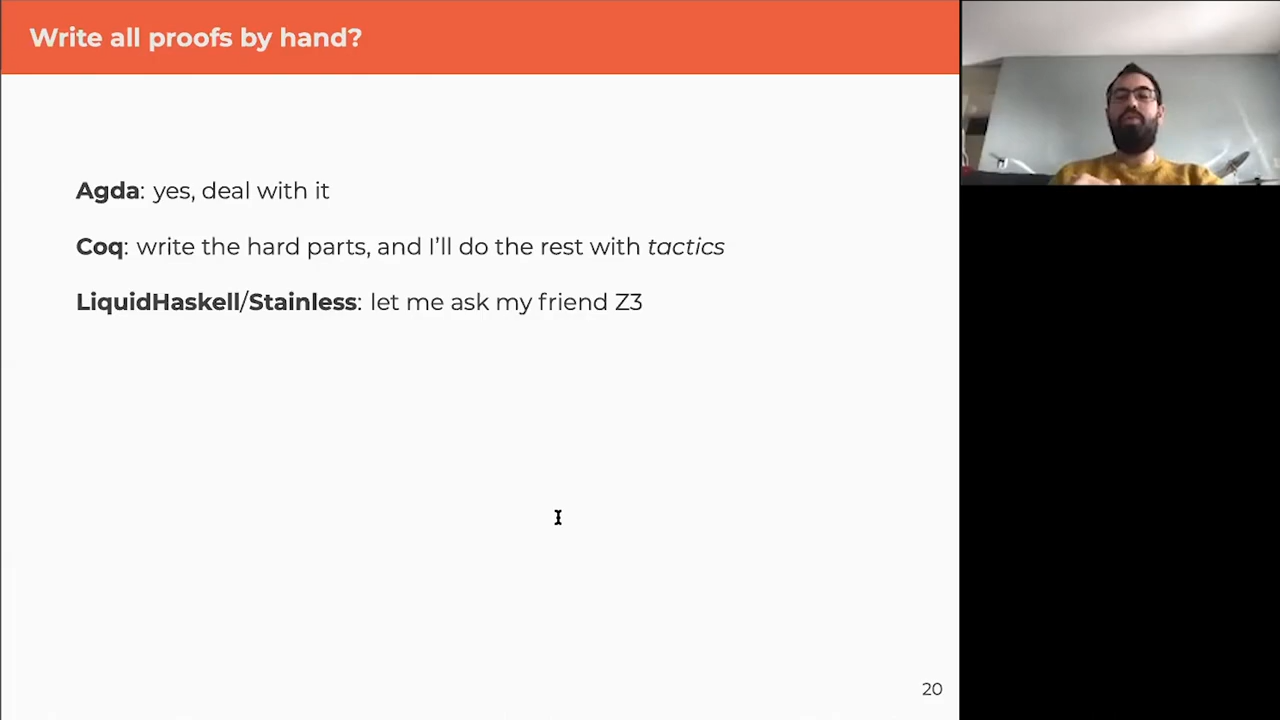 Write all proofs by hand?
Agda: yes, deal with it
Coq: write the hard parts, and I’ll do the rest with tactics
LiquidHaskell/Stainless: let me ask my friend Z3
20